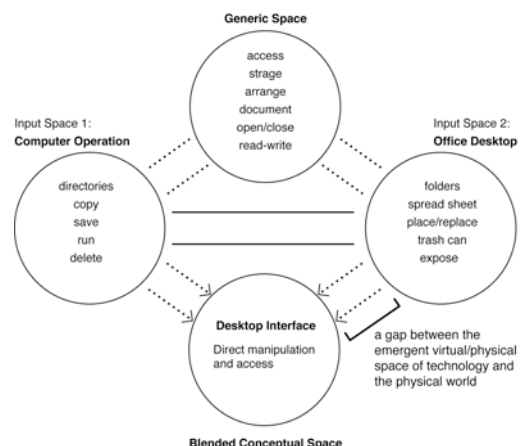 Generic Space
access
strage
arrange
document
open/close
read-write
Input Space 1:
Computer Operation
directories
copy
save
run
delete
Input Space 2:
Office Desktop
folders
spread sheet
place/replace
trash can
expose
Desktop Interface
Direct manipulation
and access
a gap between the
emergent virtual/physical
space of technology and
the physical world
Blended Conceptual Space